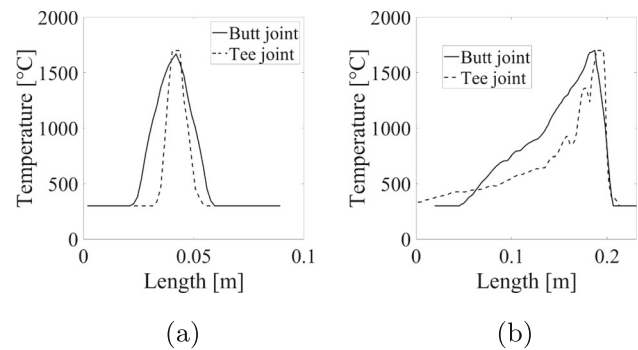 2000
1500
1000
500
0
Temperature [°C]
Butt joint
Tee joint
0
0.05
0.1
Length [m]
(a)
2000
1500
1000
500
0
Temperature [°C]
Butt joint
Tee joint
0
0.1
0.2
Length [m]
(b)